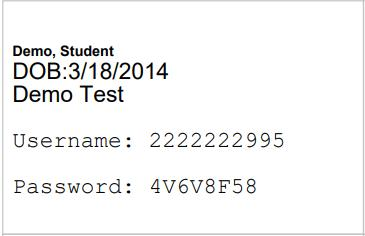 Demo, Student
DOB:3/18/2014
Demo Test
Username: 2222222995
Password: 4V6V8F58